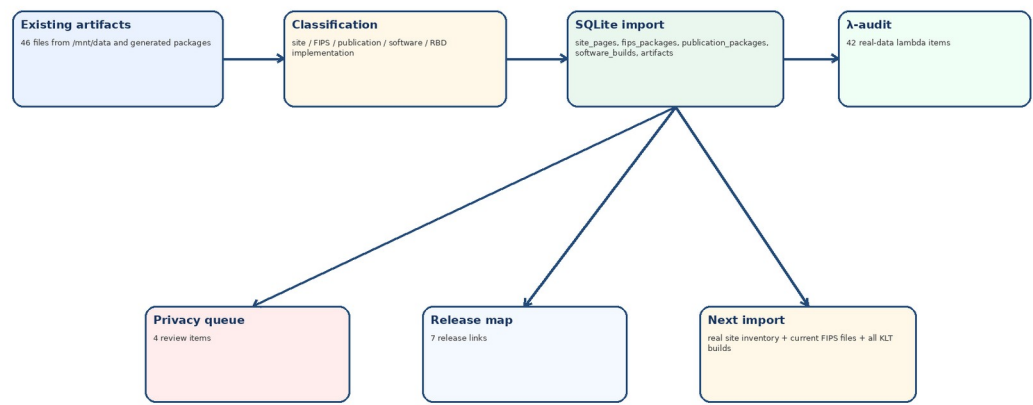 Existing artifacts
46 files from /mnt/data and generated packages
Classification
site / FIPS / publication / software / RBD
implementation
SQLite import
site_pages, fips_packages, publication_packages,
software_builds, artifacts
λ-audit
42 real-data lambda items
Privacy queue
4 review items
Release map
7 release links
Next import
real site inventory + current FIPS files + all KLT
builds